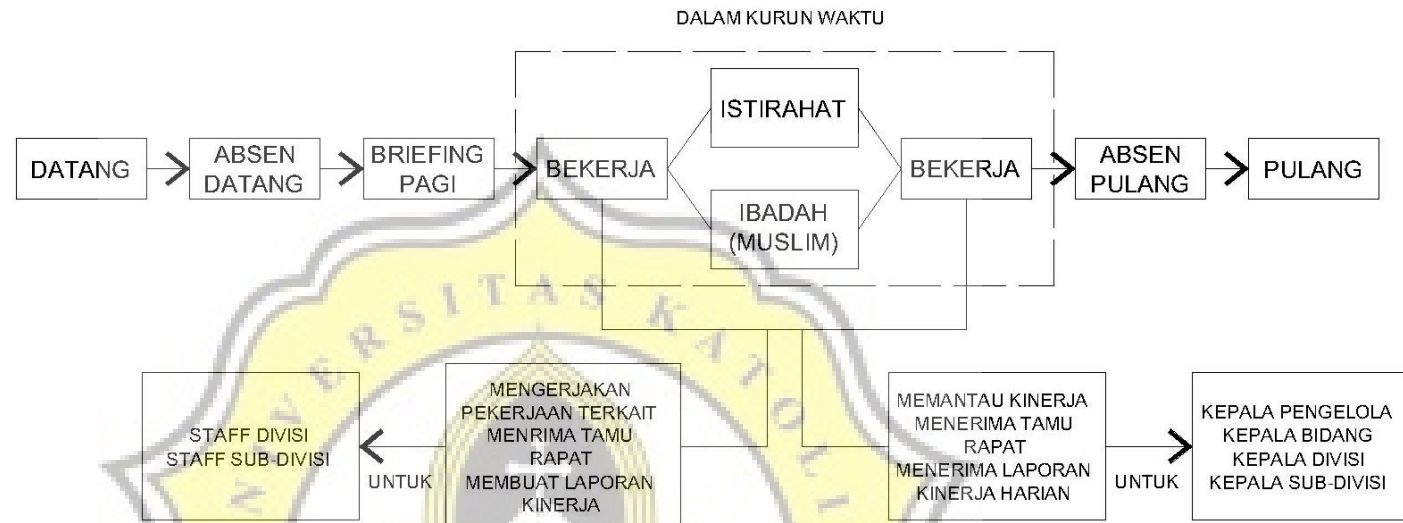 DALAM KURUN WAKTU
DATANG
ABSEN
DATANG
BRIEFING
PAGI
BEKERJA
ISTIRAHAT
IBADAH
(MUSLIM)
BEKERJA
ABSEN
PULANG
PULANG
STAFF DIVISI
STAFF SUB-DIVISI
UNTUK
MENGERJAKAN
PEKERJAAN TERKAIT
MENRIMA TAMU
RAPAT
MEMBUAT LAPORAN
KINERJA
MEMANTAU KINERJA
MENERIMA TAMU
RAPAT
MENERIMA LAPORAN
KINERJA HARIAN
UNTUK
KEPALA PENGELOLA
KEPALA BIDANG
KEPALA DIVISI
KEPALA SUB-DIVISI
NIVERSITAS KATOLI